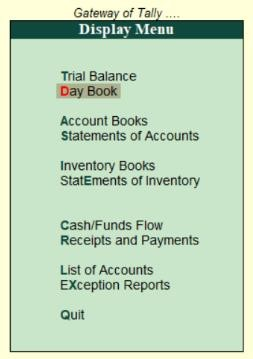 Gateway of Tally ....
Display Menu
Trial Balance
Day Book
Account Books
Statements of Accounts
Inventory Books
StatEments of Inventory
Cash/Funds Flow
Receipts and Payments
List of Accounts
EXception Reports
Quit